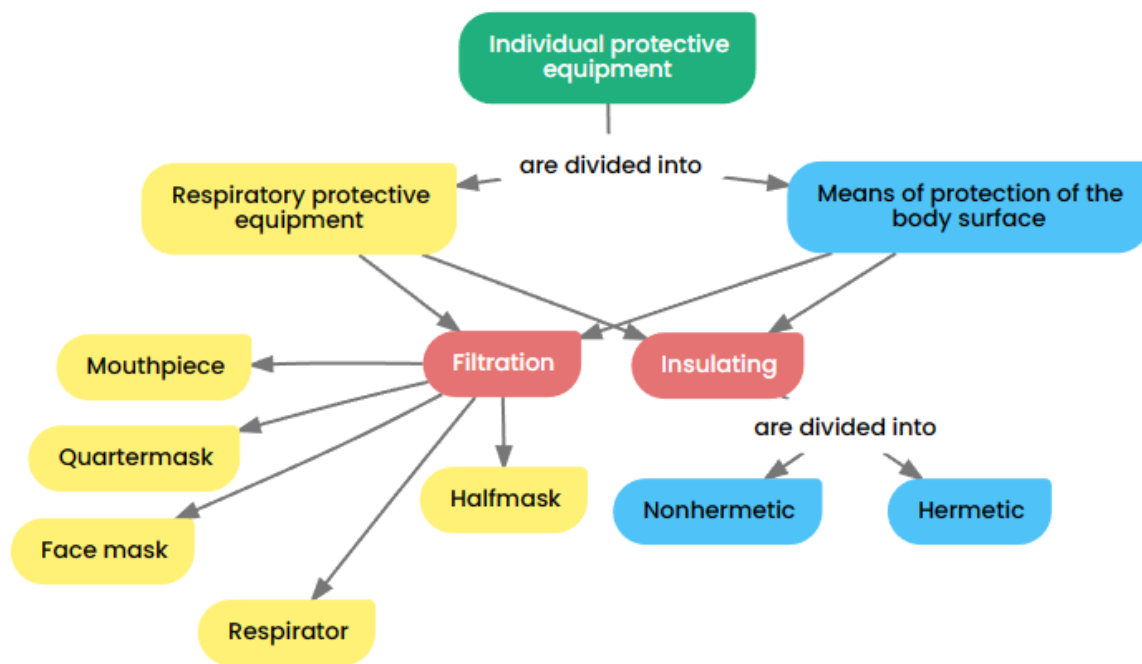 Individual protective
equipment
are divided into
Respiratory protective
equipment
Means of protection of the
body surface
Mouthpiece
Filtration
Insulating
Quartermask
are divided into
Halfmask
Nonhermetic
Hermetic
Face mask
Respirator